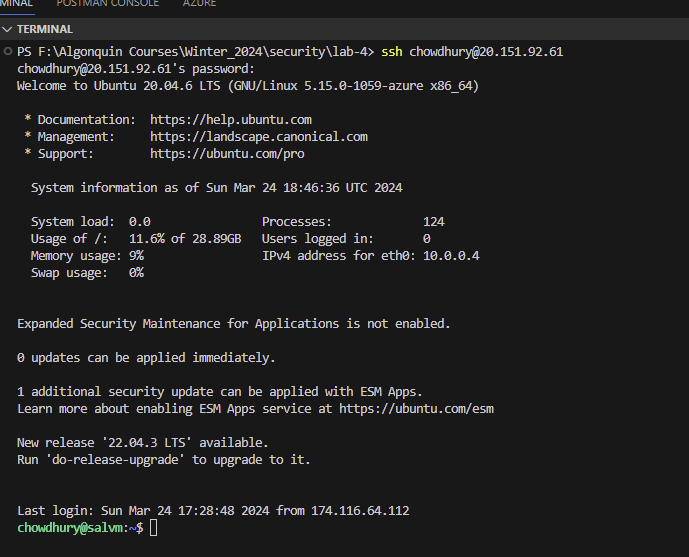 MINAL POSTMAN CONSOLE AZURE
TERMINAL
PS F:\Algonquin Courses\Winter_2024\security\lab-4> ssh chowdhury@20.151.92.61
chowdhury@20.151.92.61's password:
Welcome to Ubuntu 20.04.6 LTS (GNU/Linux 5.15.0-1059-azure x86_64)
* Documentation:  https://help.ubuntu.com
* Management:     https://landscape.canonical.com
* Support:        https://ubuntu.com/pro
System information as of Sun Mar 24 18:46:36 UTC 2024
System load:  0.0                Processes:             124
Usage of /:   11.6% of 28.89GB   Users logged in:       0
Memory usage: 9%                 IPv4 address for eth0: 10.0.0.4
Swap usage:   0%
Expanded Security Maintenance for Applications is not enabled.
0 updates can be applied immediately.
1 additional security update can be applied with ESM Apps.
Learn more about enabling ESM Apps service at https://ubuntu.com/esm
New release '22.04.3 LTS' available.
Run 'do-release-upgrade' to upgrade to it.
Last login: Sun Mar 24 17:28:48 2024 from 174.116.64.112
chowdhury@salvm:~$